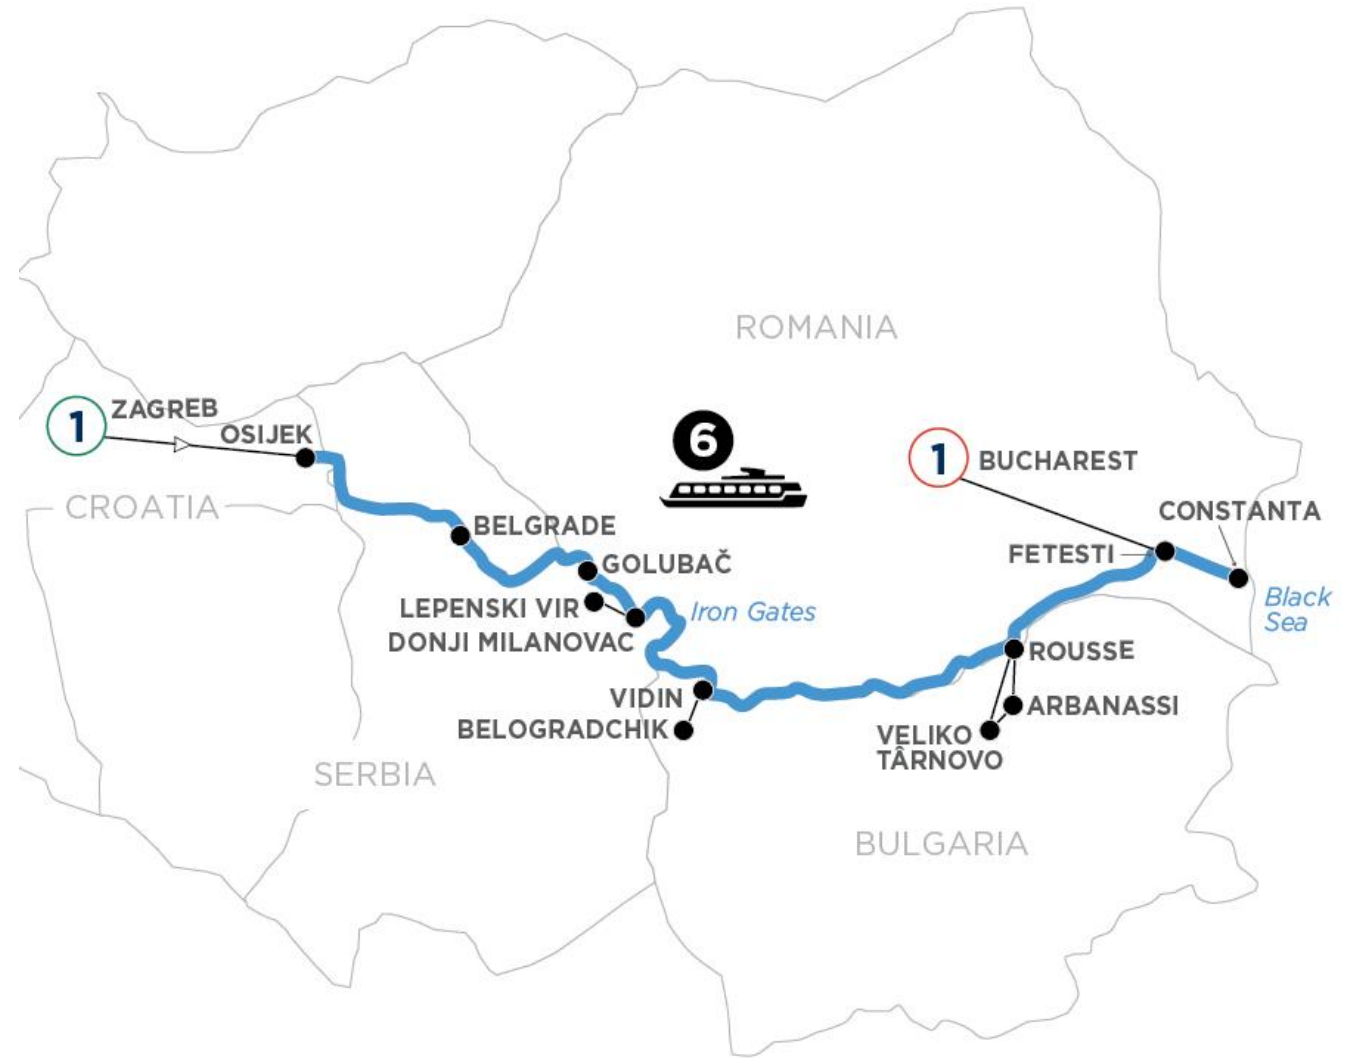 ROMANIA
1
ZAGREB
OSIJEK
CROATIA
6
1
BUCHAREST
CONSTANTA
BELGRADE
FETESTI
GOLUBAČ
LEPENSKI VIR
DONJI MILANOVAC
Iron Gates
Black
Sea
ROUSSE
VIDIN
BELOGRADCHIK
ARBANASSI
VELIKO
TÂRNOVO
SERBIA
BULGARIA